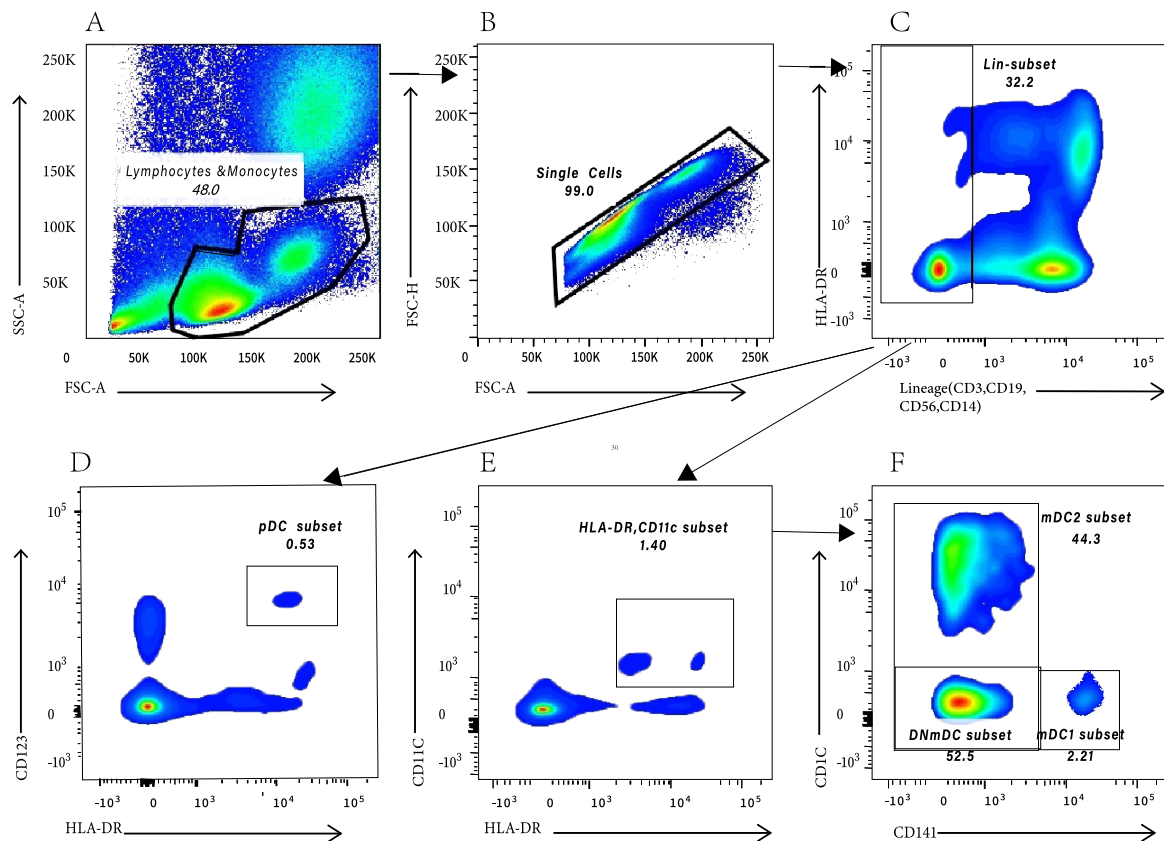 A
250K
200K
150K
100K
50K
Lymphocytes &Monocytes
48.0
SSC-A
0
50K
100K
150K
200K
250K
FSC-A
B
250K
200K
150K
100K
50K
0
Single Cells
99.0
FSC-H
0
50K
100K
150K
200K
250K
FSC-A
C
10^5
10^4
10^3
0
-10^3
Lin-subset
32.2
HLA-DR
-10^3
0
10^3
10^4
10^5
Lineage(CD3,CD19,
CD56,CD14)
30
D
10^5
10^4
10^3
0
-10^3
pDC subset
0.53
CD123
-10^3
0
10^3
10^4
10^5
HLA-DR
E
10^5
10^4
10^3
0
-10^3
HLA-DR,CD11c subset
1.40
CD11C
-10^3
0
10^3
10^4
10^5
HLA-DR
F
10^5
10^4
10^3
0
-10^3
mDC2 subset
44.3
DNmDC subset
52.5
mDC1 subset
2.21
CD1C
-10^3
0
10^3
10^4
10^5
CD141